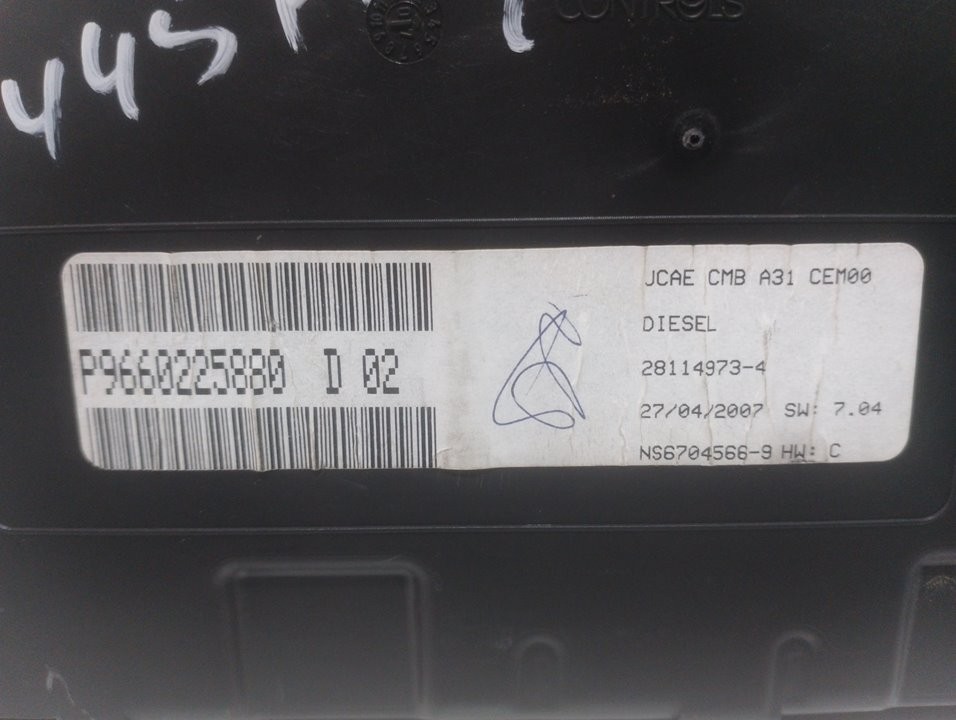 44S
CONTROLS
JCAE CMB A31 CEM00
DIESEL
P9660225880 D 02
28114973-4
27/04/2007 SW: 7.04
NS6704566-9 HW: C